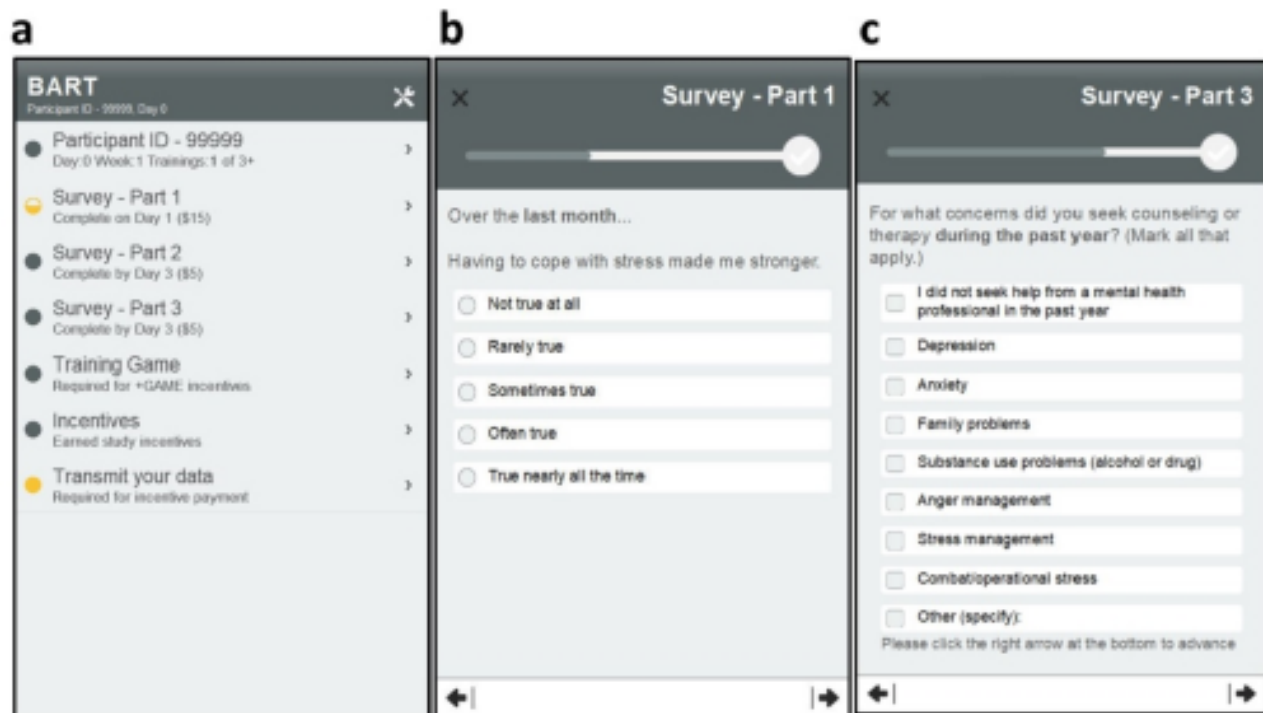 a
BART
Participant ID - 99999, Day 0
Participant ID - 99999
Day:0 Week:1 Trainings:1 of 3+
Survey - Part 1
Complete on Day 1 ($15)
Survey - Part 2
Complete by Day 3 ($5)
Survey - Part 3
Complete by Day 3 ($5)
Training Game
Required for +GAME incentives
Incentives
Earned study incentives
Transmit your data
Required for incentive payment
b
Survey - Part 1
Over the last month...
Having to cope with stress made me stronger.
Not true at all
Rarely true
Sometimes true
Often true
True nearly all the time
c
Survey - Part 3
For what concerns did you seek counseling or
therapy during the past year? (Mark all that
apply.)
I did not seek help from a mental health
professional in the past year
Depression
Anxiety
Family problems
Substance use problems (alcohol or drug)
Anger management
Stress management
Combat/operational stress
Other (specify):
Please click the right arrow at the bottom to advance